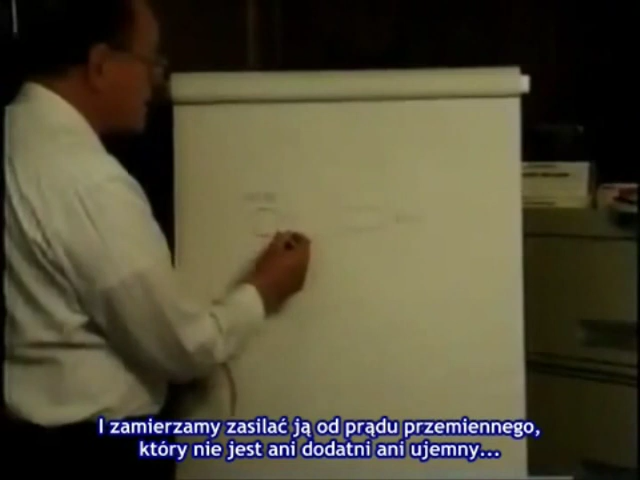 I zamierzamy zasilać ją od prądu przemiennego,
który nie jest ani dodatni ani ujemny...